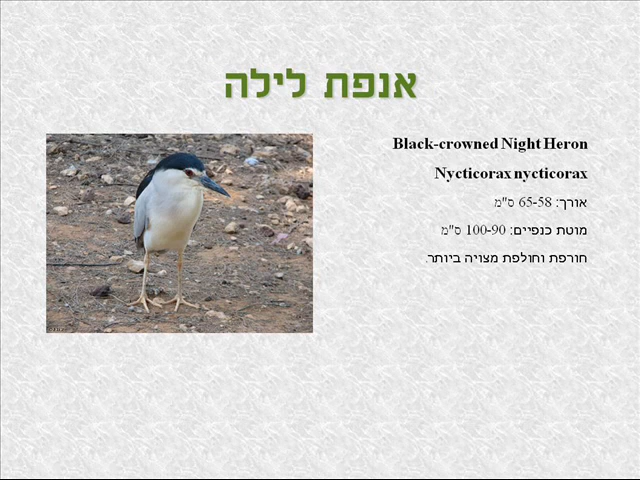 אנפת לילה
Black-crowned Night Heron
Nycticorax nycticorax
אורך: 65-58 ס"מ
מוטת כנפיים: 100-90 ס"מ
חורפת וחולפת מצויה ביותר.